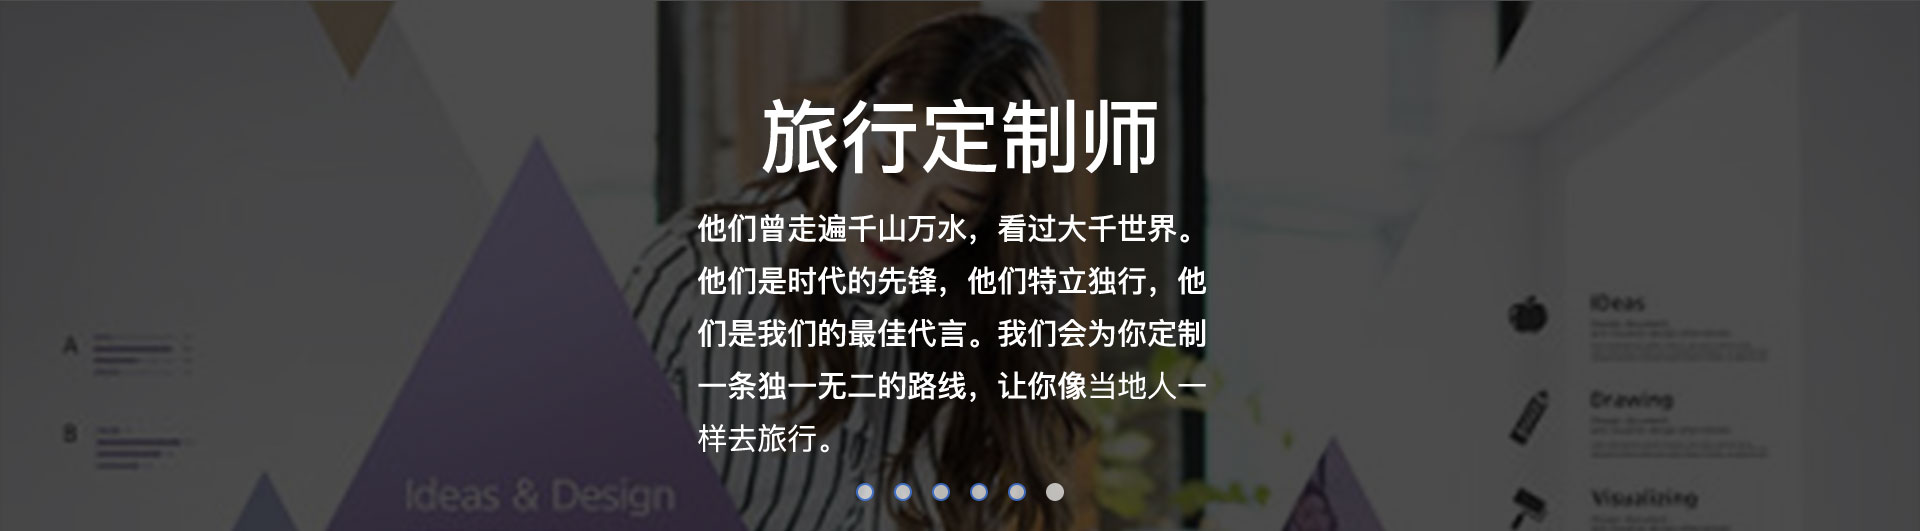 旅行定制师
他们曾走遍千山万水，看过大千世界。
他们是时代的先锋，他们特立独行，他
们是我们的最佳代言。我们会为你定制
一条独一无二的路线，让你像当地人一
样去旅行。
A
B
Ideas & Design
IDeas
Drawing
Visualizing